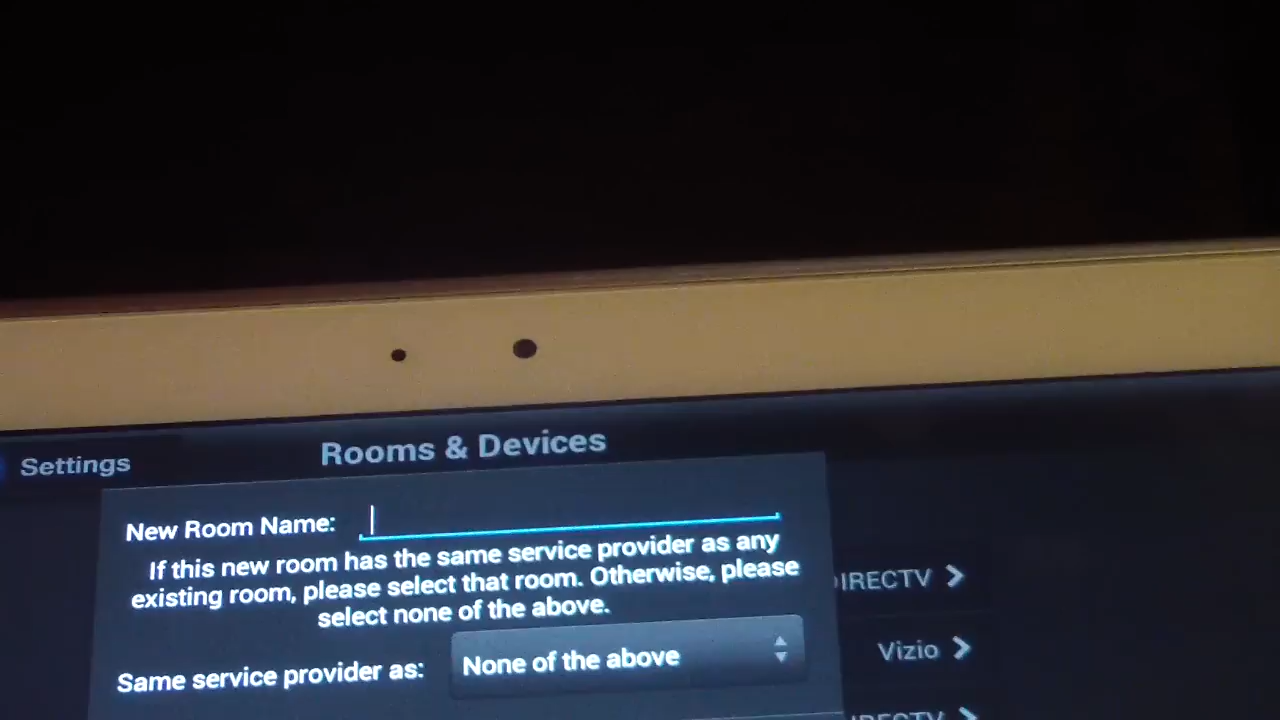 Settings
Rooms & Devices
New Room Name:
If this new room has the same service provider as any
existing room, please select that room. Otherwise, please
select none of the above.
Same service provider as:
None of the above
DIRECTV
Vizio
DIRECTV